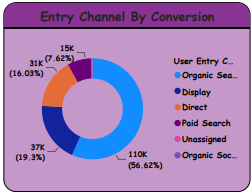 Entry Channel By Conversion
15K
(7.62%)
31K
(16.03%)
37K
(19.3%)
110K
(56.62%)
User Entry C...
Organic Sea...
Display
Direct
Paid Search
Unassigned
Organic Soc...